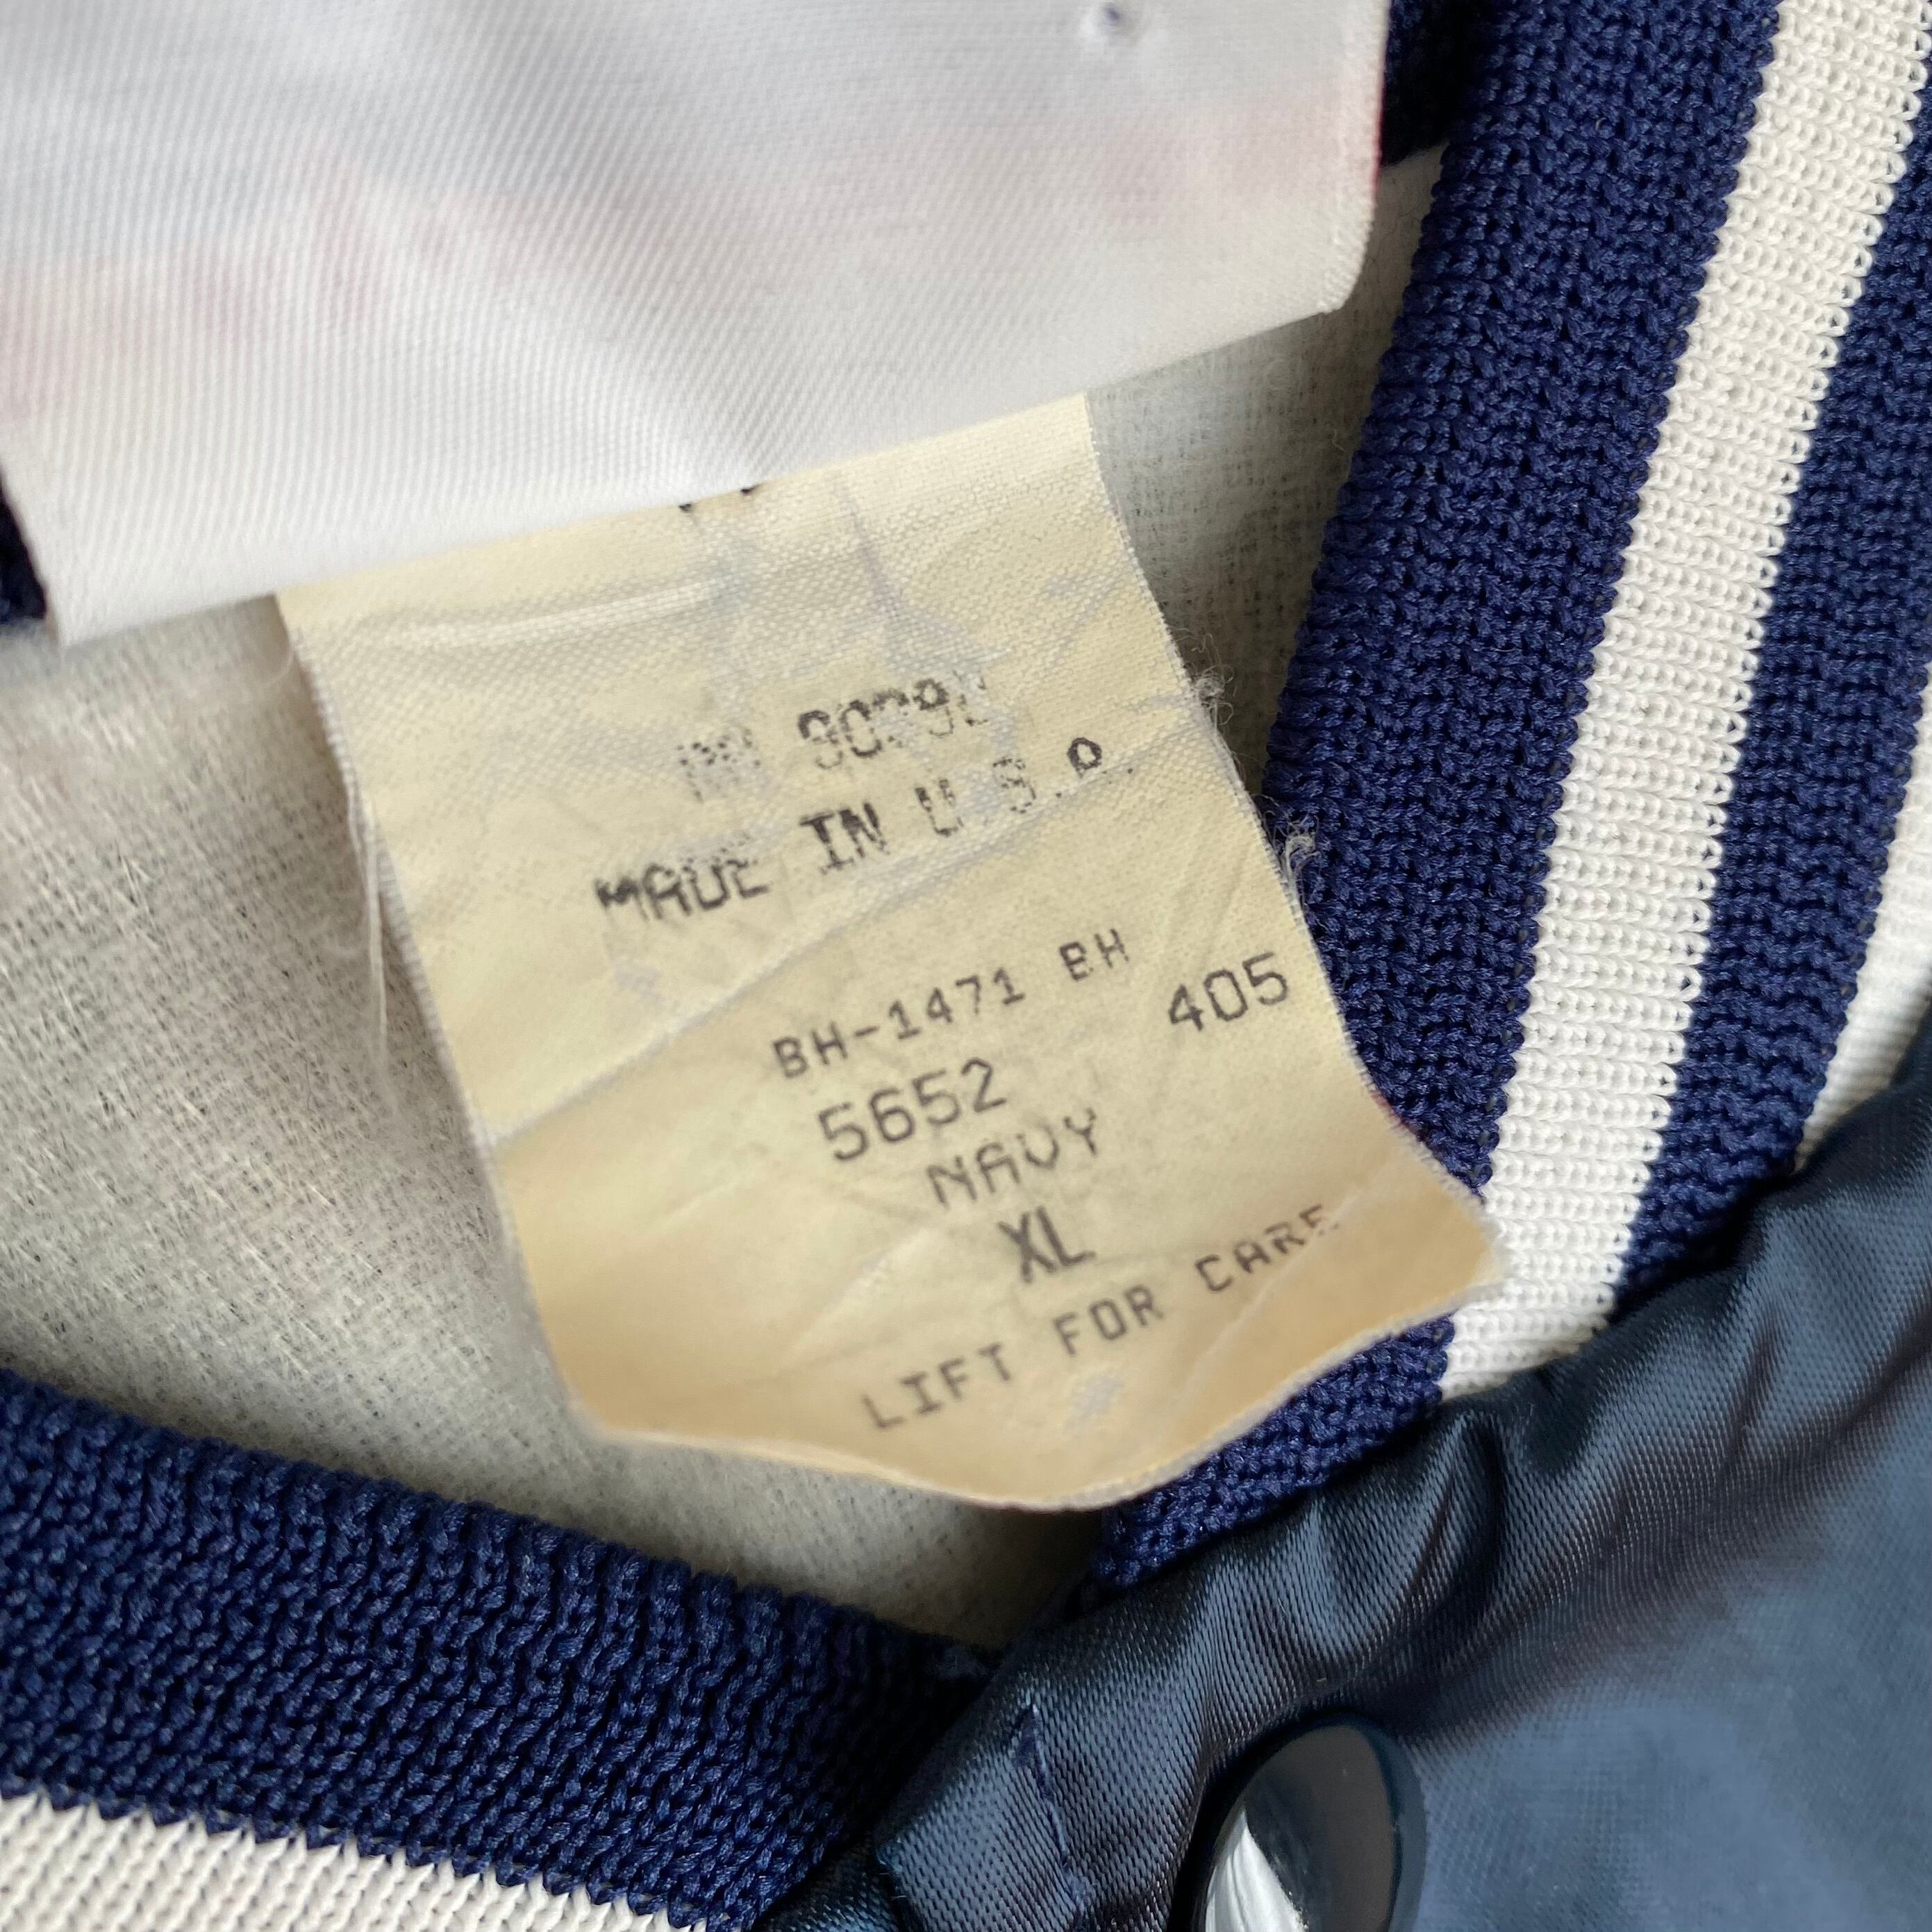 MADE IN U.S.A.
BH-1471 BH
5652 405
NAVY
XL
LIFT FOR CARE